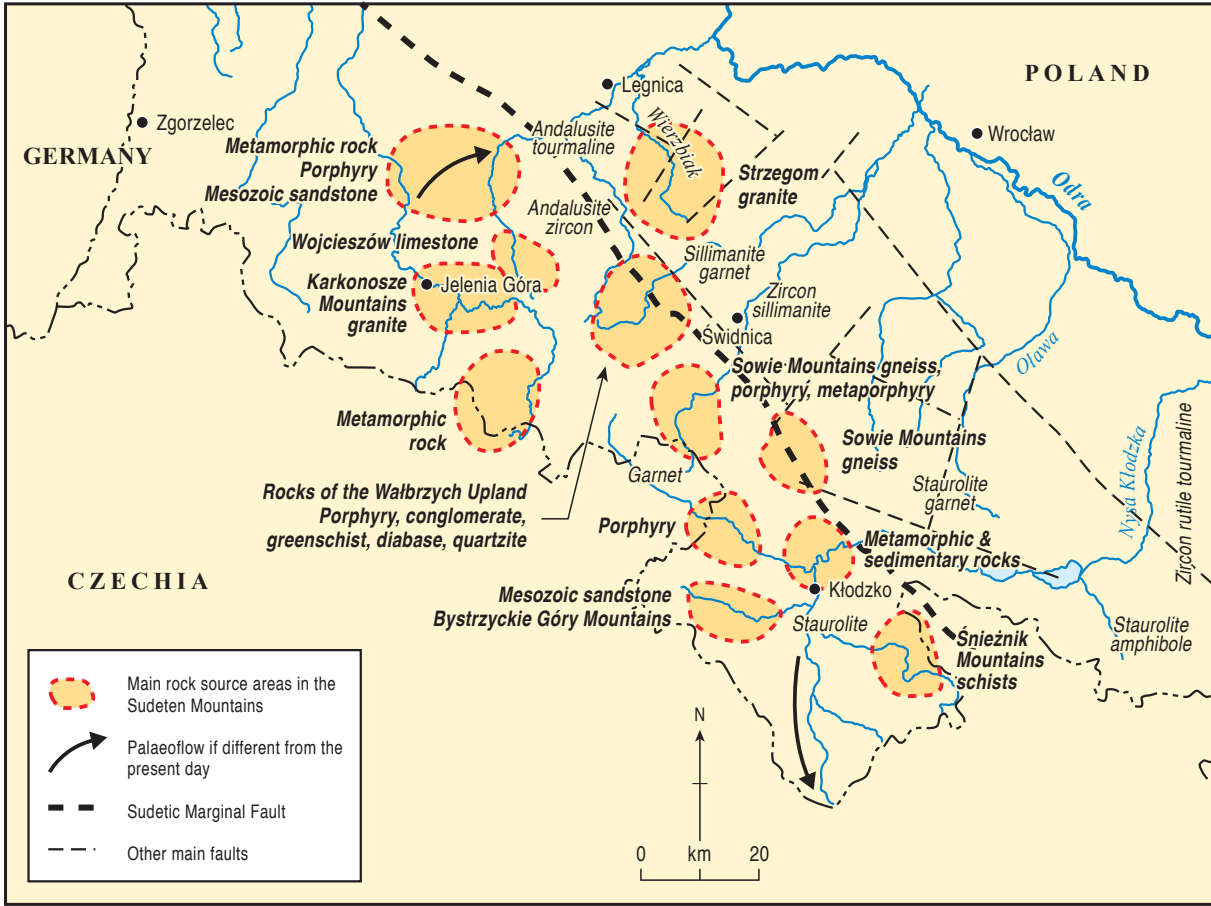 POLAND
Legnica
Zgorzelec
Wrocław
GERMANY
Metamorphic rock
Porphyry
Mesozoic sandstone
Andalusite
tourmaline
Wierzbiak
Strzegom
granite
Odra
Andalusite
zircon
Wojcieszów limestone
Sillimanite
garnet
Karkonosze
Mountains
granite
Jelenia Góra
Zircon
sillimanite
Świdnica
Oława
Sowie Mountains gneiss,
porphyry, metaporphyry
Metamorphic
rock
Sowie Mountains
gneiss
Garnet
Staurolite
garnet
Nysa Kłodzka
Zircon rutile tourmaline
Rocks of the Wałbrzych Upland
Porphyry, conglomerate,
greenschist, diabase, quartzite
Porphyry
Metamorphic &
sedimentary rocks
CZECHIA
Kłodzko
Mesozoic sandstone
Bystrzyckie Góry Mountains
Staurolite
Staurolite
amphibole
Śnieżnik
Mountains
schists
Main rock source areas in the
Sudeten Mountains
Palaeoflow if different from the
present day
Sudetic Marginal Fault
Other main faults
N
0 km 20